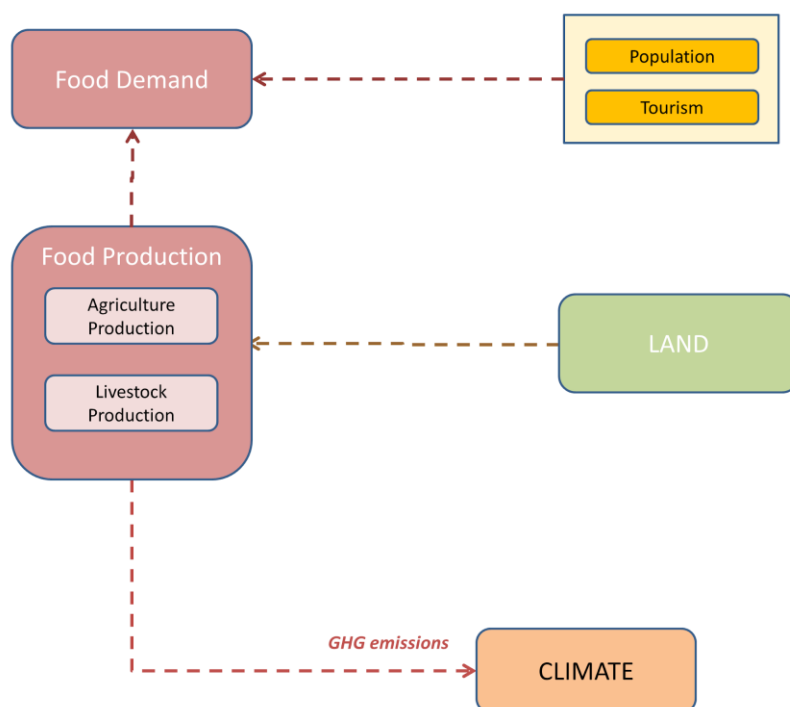 Food Demand
Population
Tourism
Food Production
Agriculture
Production
Livestock
Production
LAND
GHG emissions
CLIMATE